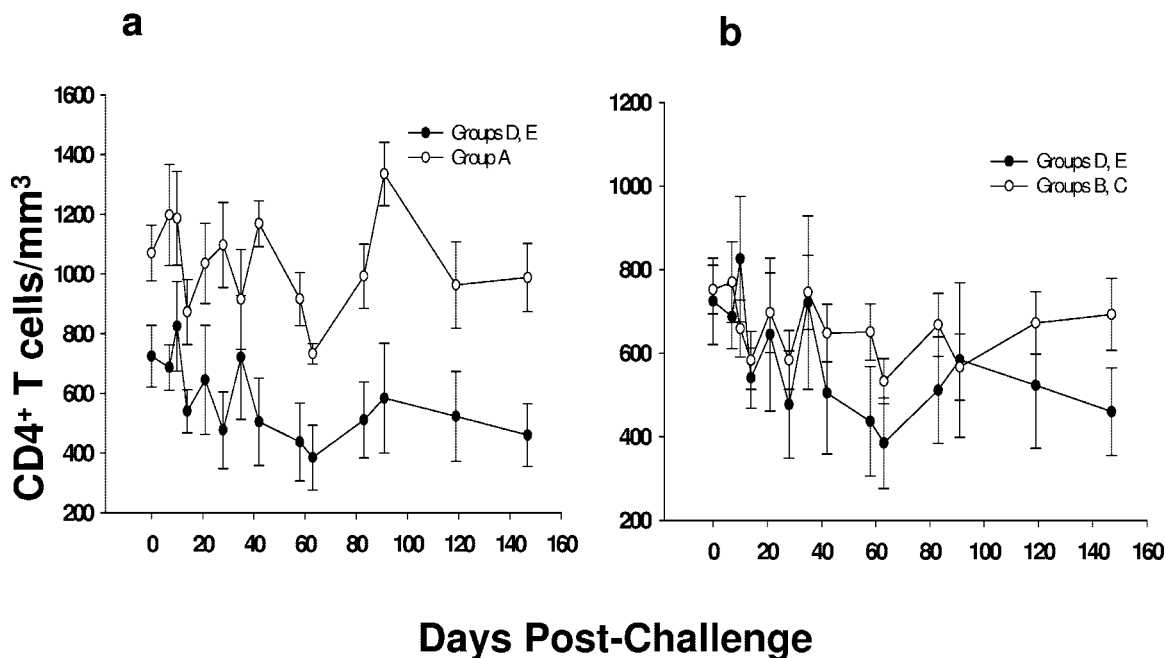 a
b
CD4+ T cells/mm3
1600
1400
1200
1000
800
600
400
200
0 20 40 60 80 100 120 140 160
Groups D, E
Group A
1200
1000
800
600
400
200
0 20 40 60 80 100 120 140 160
Groups D, E
Groups B, C
Days Post-Challenge